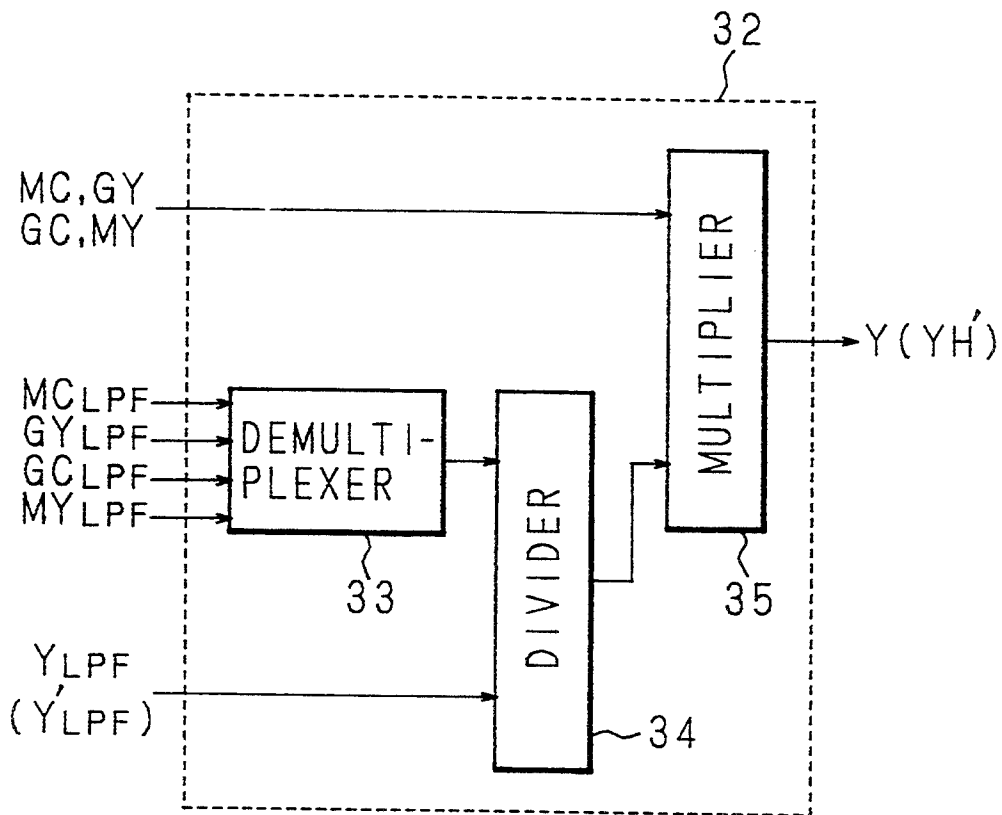 32
MC,GY
GC,MY
MULTIPLIER
Y(YH')
MCLPF
GYLPF
GCLPF
MYLPF
DEMULTI-
PLEXER
33
DIVIDER
35
YLPF
(Y'LPF)
34